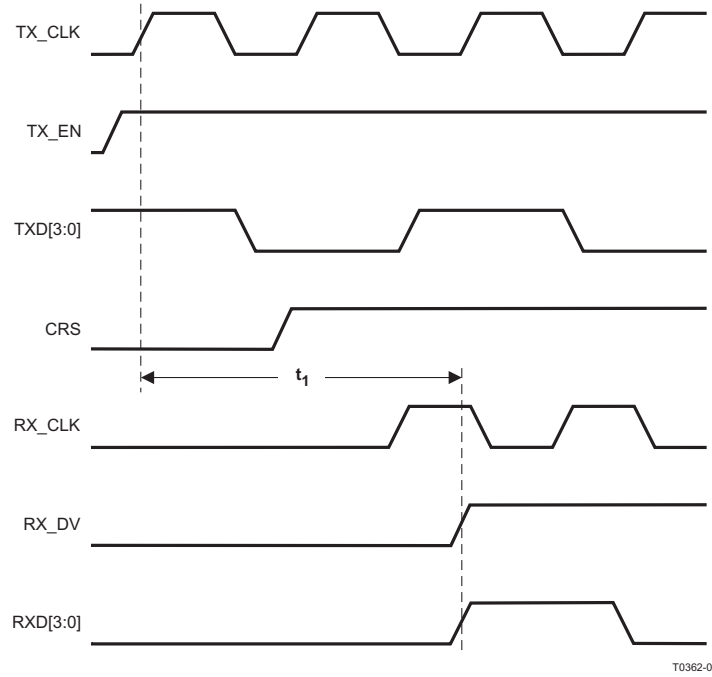 TX_CLK
TX_EN
TXD[3:0]
CRS
t1
RX_CLK
RX_DV
RXD[3:0]
T0362-0